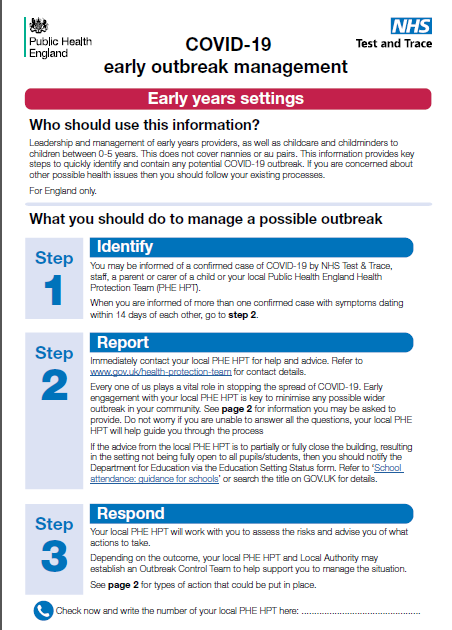 Public Health
England
NHS
Test and Trace
COVID-19
early outbreak management
Early years settings
Who should use this information?
Leadership and management of early years providers, as well as childcare and childminders to
children between 0-5 years. This does not cover nannies or au pairs. This information provides key
steps to quickly identify and contain any potential COVID-19 outbreak. If you are concerned about
other possible health issues then you should follow your existing processes.
For England only.
What you should do to manage a possible outbreak
Step
1
Identify
You may be informed of a confirmed case of COVID-19 by NHS Test & Trace,
staff, a parent or carer of a child or your local Public Health England Health
Protection Team (PHE HPT).
When you are informed of more than one confirmed case with symptoms dating
within 14 days of each other, go to step 2.
Step
2
Report
Immediately contact your local PHE HPT for help and advice. Refer to
www.gov.uk/health-protection-team for contact details.
Every one of us plays a vital role in stopping the spread of COVID-19. Early
engagement with your local PHE HPT is key to minimise any possible wider
outbreak in your community. See page 2 for information you may be asked to
provide. Do not worry if you are unable to answer all the questions, your local PHE
HPT will help guide you through the process
If the advice from the local PHE HPT is to partially or fully close the building, resulting
in the setting not being fully open to all pupils/students, then you should notify the
Department for Education via the Education Setting Status form. Refer to ‘School
attendance: guidance for schools’ or search the title on GOV.UK for details.
Step
3
Respond
Your local PHE HPT will work with you to assess the risks and advise you of what
actions to take.
Depending on the outcome, your local PHE HPT and Local Authority may
establish an Outbreak Control Team to help support you to manage the situation.
See page 2 for types of action that could be put in place.
Check now and write the number of your local PHE HPT here: ............................................